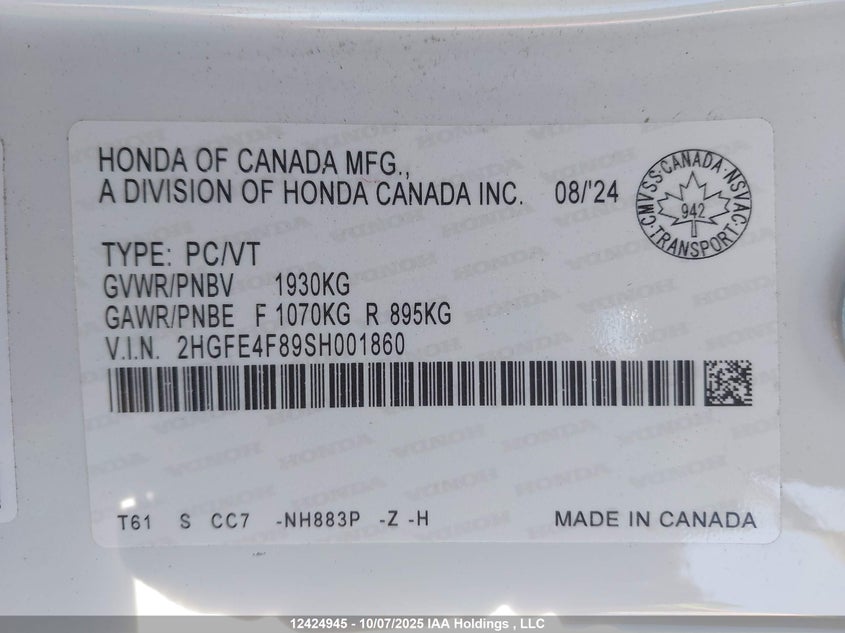 HONDA OF CANADA MFG.,
A DIVISION OF HONDA CANADA INC. 08/'24
CMVSS·CANADA·NSVAC·TRANSPORT·
942
TYPE: PC/VT
GVWR/PNBV 1930KG
GAWR/PNBE F 1070KG R 895KG
V.I.N. 2HGFE4F89SH001860
T61 S CC7 -NH883P -Z -H MADE IN CANADA
12424945 - 10/07/2025 IAA Holdings , LLC